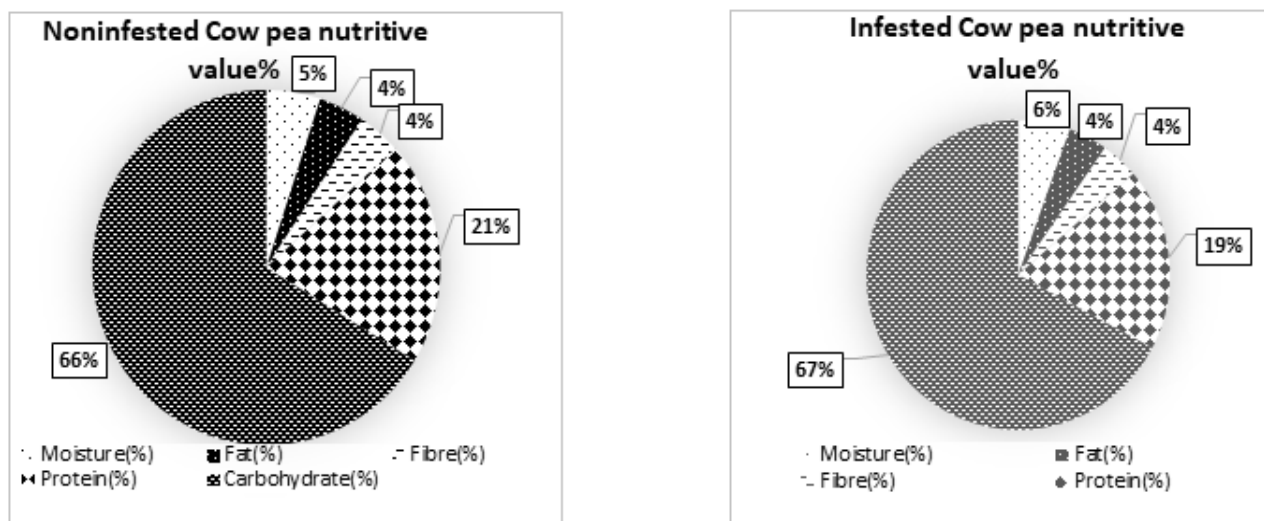 Noninfested Cow pea nutritive
value%
5%
4%
4%
21%
66%
Moisture(%) Fat(%) Fibre(%)
Protein(%) Carbohydrate(%)
Infested Cow pea nutritive
value%
6%
4%
4%
19%
67%
Moisture(%) Fat(%)
Fibre(%) Protein(%)